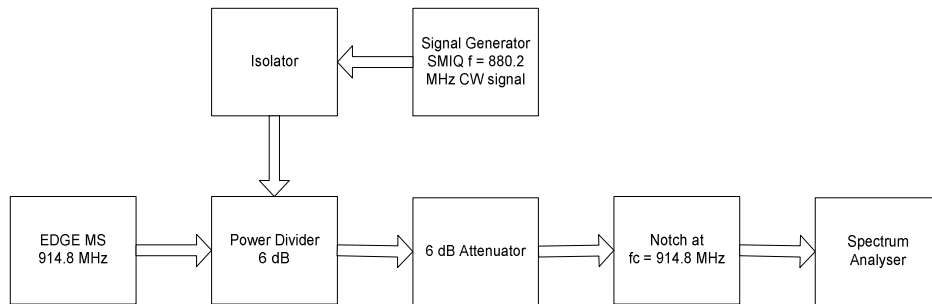 Isolator
Signal Generator
SMIQ f = 880.2
MHz CW signal
EDGE MS
914.8 MHz
Power Divider
6 dB
6 dB Attenuator
Notch at
fc = 914.8 MHz
Spectrum
Analyser